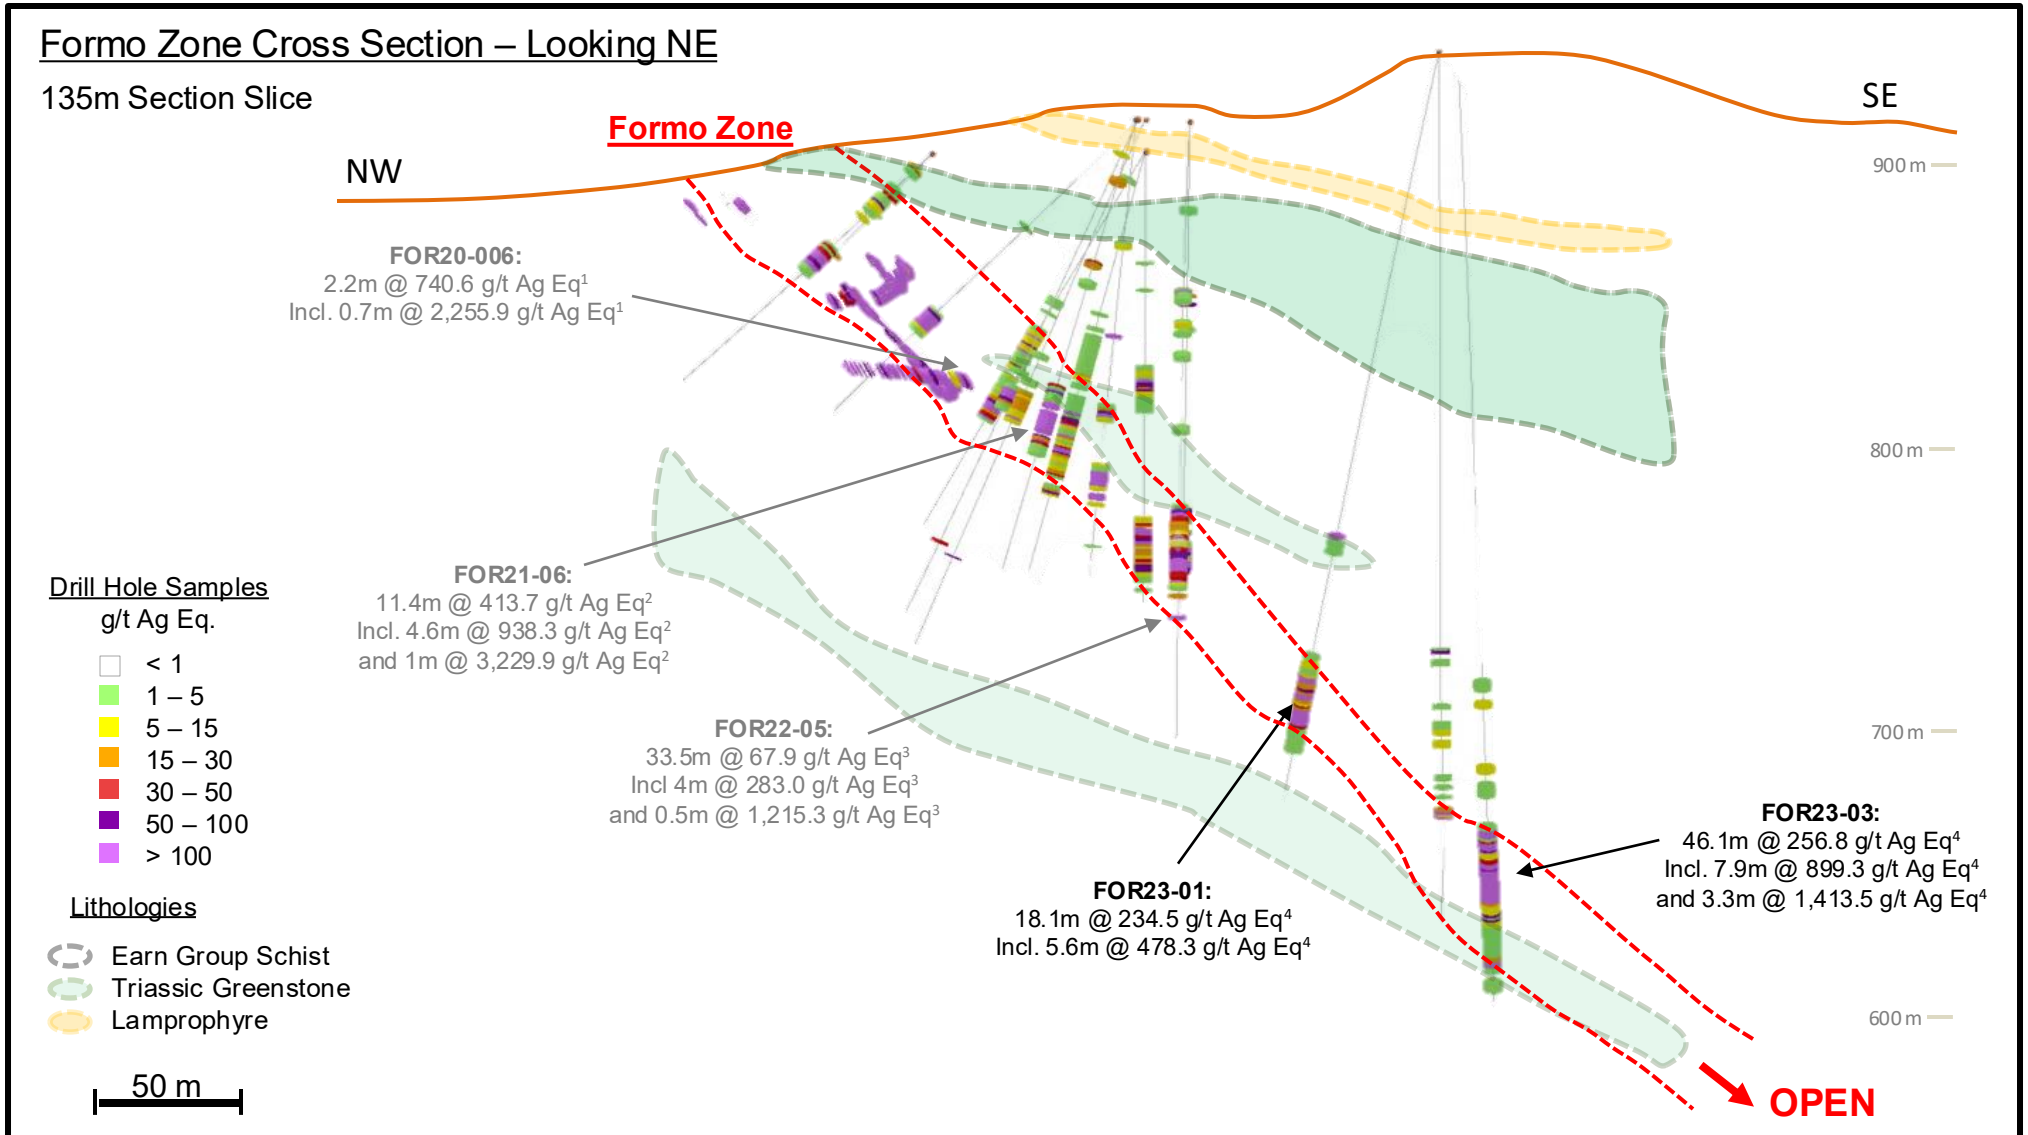 Formo Zone Cross Section – Looking NE
135m Section Slice
SE
Formo Zone
NW
900 m
FOR20-006:
2.2m @ 740.6 g/t Ag Eq¹
Incl. 0.7m @ 2,255.9 g/t Ag Eq¹
800 m
FOR21-06:
11.4m @ 413.7 g/t Ag Eq²
Incl. 4.6m @ 938.3 g/t Ag Eq²
and 1m @ 3,229.9 g/t Ag Eq²
Drill Hole Samples
g/t Ag Eq.
< 1
1 – 5
5 – 15
15 – 30
30 – 50
50 – 100
> 100
FOR22-05:
33.5m @ 67.9 g/t Ag Eq³
Incl 4m @ 283.0 g/t Ag Eq³
and 0.5m @ 1,215.3 g/t Ag Eq³
700 m
FOR23-03:
46.1m @ 256.8 g/t Ag Eq⁴
Incl. 7.9m @ 899.3 g/t Ag Eq⁴
and 3.3m @ 1,413.5 g/t Ag Eq⁴
FOR23-01:
18.1m @ 234.5 g/t Ag Eq⁴
Incl. 5.6m @ 478.3 g/t Ag Eq⁴
Lithologies
Earn Group Schist
Triassic Greenstone
Lamprophyre
600 m
50 m
OPEN